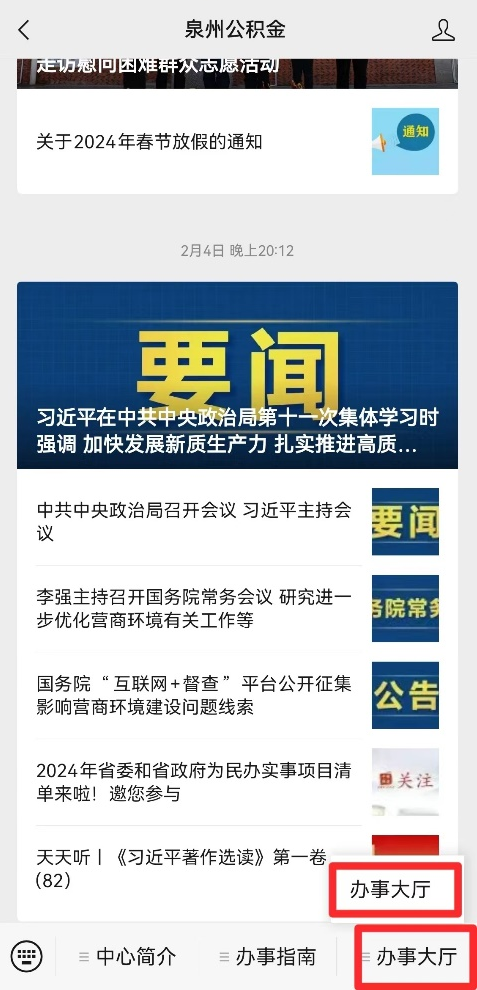 泉州公积金
走访慰问困难群众志愿活动
关于2024年春节放假的通知
通知
2月4日 晚上20:12
要闻
习近平在中共中央政治局第十一次集体学习时
强调 加快发展新质生产力 扎实推进高质...
中共中央政治局召开会议 习近平主持会
议
要闻
李强主持召开国务院常务会议 研究进一
步优化营商环境有关工作等
务院常务
国务院“互联网+督查”平台公开征集
影响营商环境建设问题线索
公告
2024年省委和省政府为民办实事项目清
单来啦！邀您参与
关注
天天听丨《习近平著作选读》第一卷
（82）
办事大厅
中心简介
办事指南
办事大厅